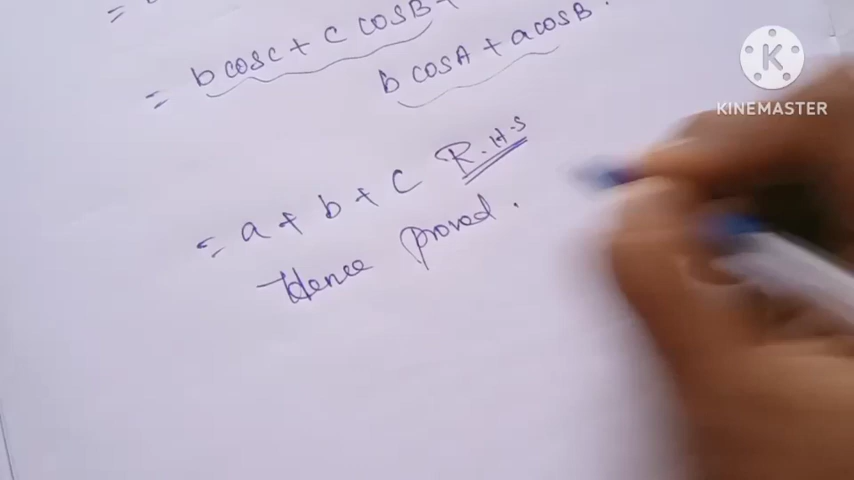 =
= b cosC + c cosB +
b cosA + a cosB.
= a + b + c R.H.S
Hence proved.
K
KINEMASTER